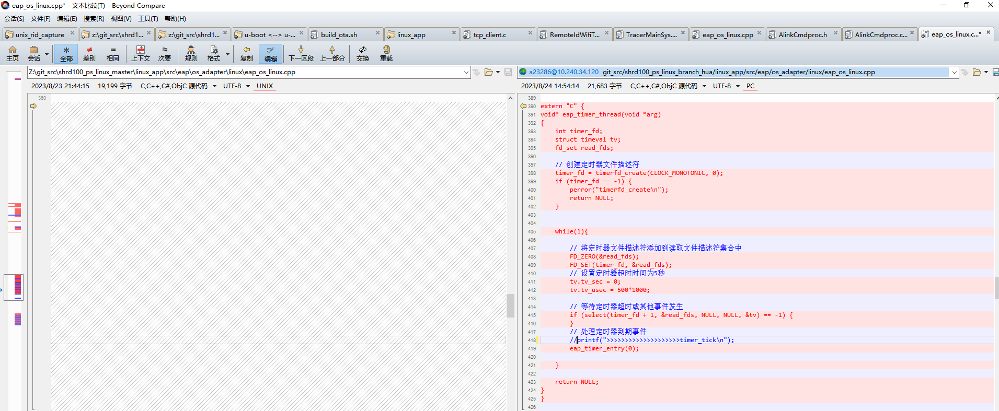 eap_os_linux.cpp* - 文本比较(T) - Beyond Compare
会话(S) 文件(F) 编辑(E) 搜索(R) 视图(V) 工具(T) 帮助(H)
unix_rid_capture z:\git_src\shrd1... z:\git_src\shrd1... u-boot <--> u-... build_ota.sh linux_app tcp_client.c RemoteIdWifiT... TracerMainSys.... eap_os_linux.cpp AlinkCmdproc.h AlinkCmdproc.c... eap_os_linux.c...*
主页 会话 全部 差别 相同 上下文 次要 规则 格式 复制 编辑 下一区段 上一部分 交换 重载
Z:\git_src\shrd100_ps_linux_master\linux_app\src\eap\os_adapter\linux\eap_os_linux.cpp
a23286@10.240.34.120 git_src/shrd100_ps_linux_branch_hua/linux_app/src/eap/os_adapter/linux/eap_os_linux.cpp
2023/8/23 21:44:15 19,199 字节 C,C++,C#,ObjC 源代码 UTF-8 UNIX
2023/8/24 14:54:14 21,683 字节 C,C++,C#,ObjC 源代码 UTF-8 PC
360
389
390 extern "C" {
391 void* eap_timer_thread(void *arg)
392 {
393 int timer_fd;
394 struct timeval tv;
395 fd_set read_fds;
396
397 // 创建定时器文件描述符
398 timer_fd = timerfd_create(CLOCK_MONOTONIC, 0);
399 if (timer_fd == -1) {
400 perror("timerfd_create\n");
401 return NULL;
402 }
403
404
405 while(1){
406
407 // 将定时器文件描述符添加到读取文件描述符集合中
408 FD_ZERO(&read_fds);
409 FD_SET(timer_fd, &read_fds);
410 // 设置定时器超时时间为5秒
411 tv.tv_sec = 0;
412 tv.tv_usec = 500*1000;
413
414 // 等待定时器超时或其他事件发生
415 if (select(timer_fd + 1, &read_fds, NULL, NULL, &tv) == -1) {
416 }
417 // 处理定时器到期事件
418 //printf(">>>>>>>>>>>>>>>>>>>>timer_tick\n");
419 eap_timer_entry(0);
420
421 }
422
423 return NULL;
424 }
425 }
426